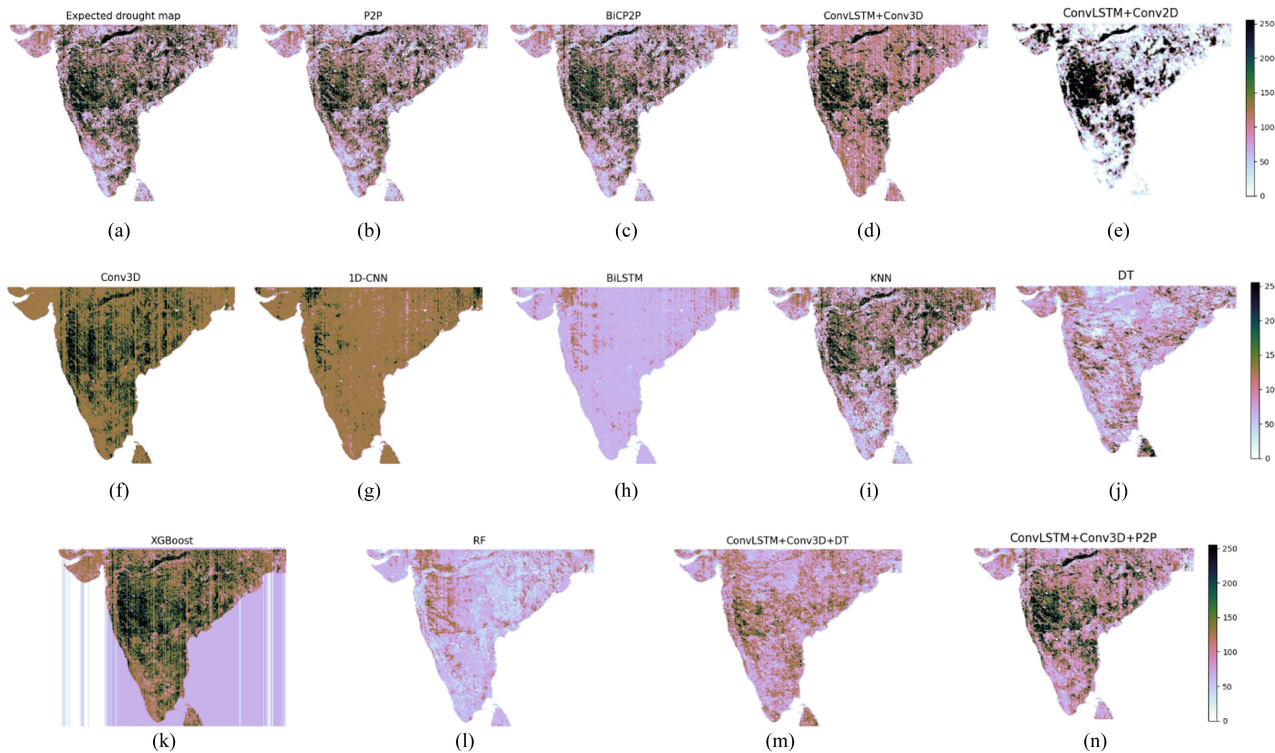 Expected drought map
P2P
BiCP2P
ConvLSTM+Conv3D
ConvLSTM+Conv2D
250
200
150
100
50
0
(a)
(b)
(c)
(d)
(e)
Conv3D
1D-CNN
BiLSTM
KNN
DT
25
20
15
10
50
0
(f)
(g)
(h)
(i)
(j)
XGBoost
RF
ConvLSTM+Conv3D+DT
ConvLSTM+Conv3D+P2P
250
200
150
100
50
0
(k)
(l)
(m)
(n)